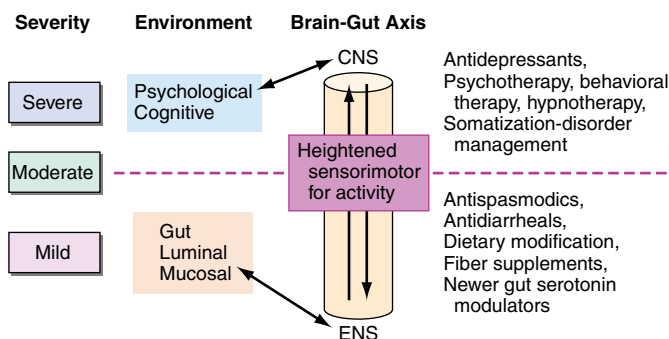 Severity
Environment
Brain-Gut Axis
CNS
Severe
Psychological
Cognitive
Antidepressants,
Psychotherapy, behavioral
therapy, hypnotherapy,
Somatization-disorder
management
Moderate
Heightened
sensorimotor
for activity
Mild
Gut
Luminal
Mucosal
Antispasmodics,
Antidiarrheals,
Dietary modification,
Fiber supplements,
Newer gut serotonin
modulators
ENS